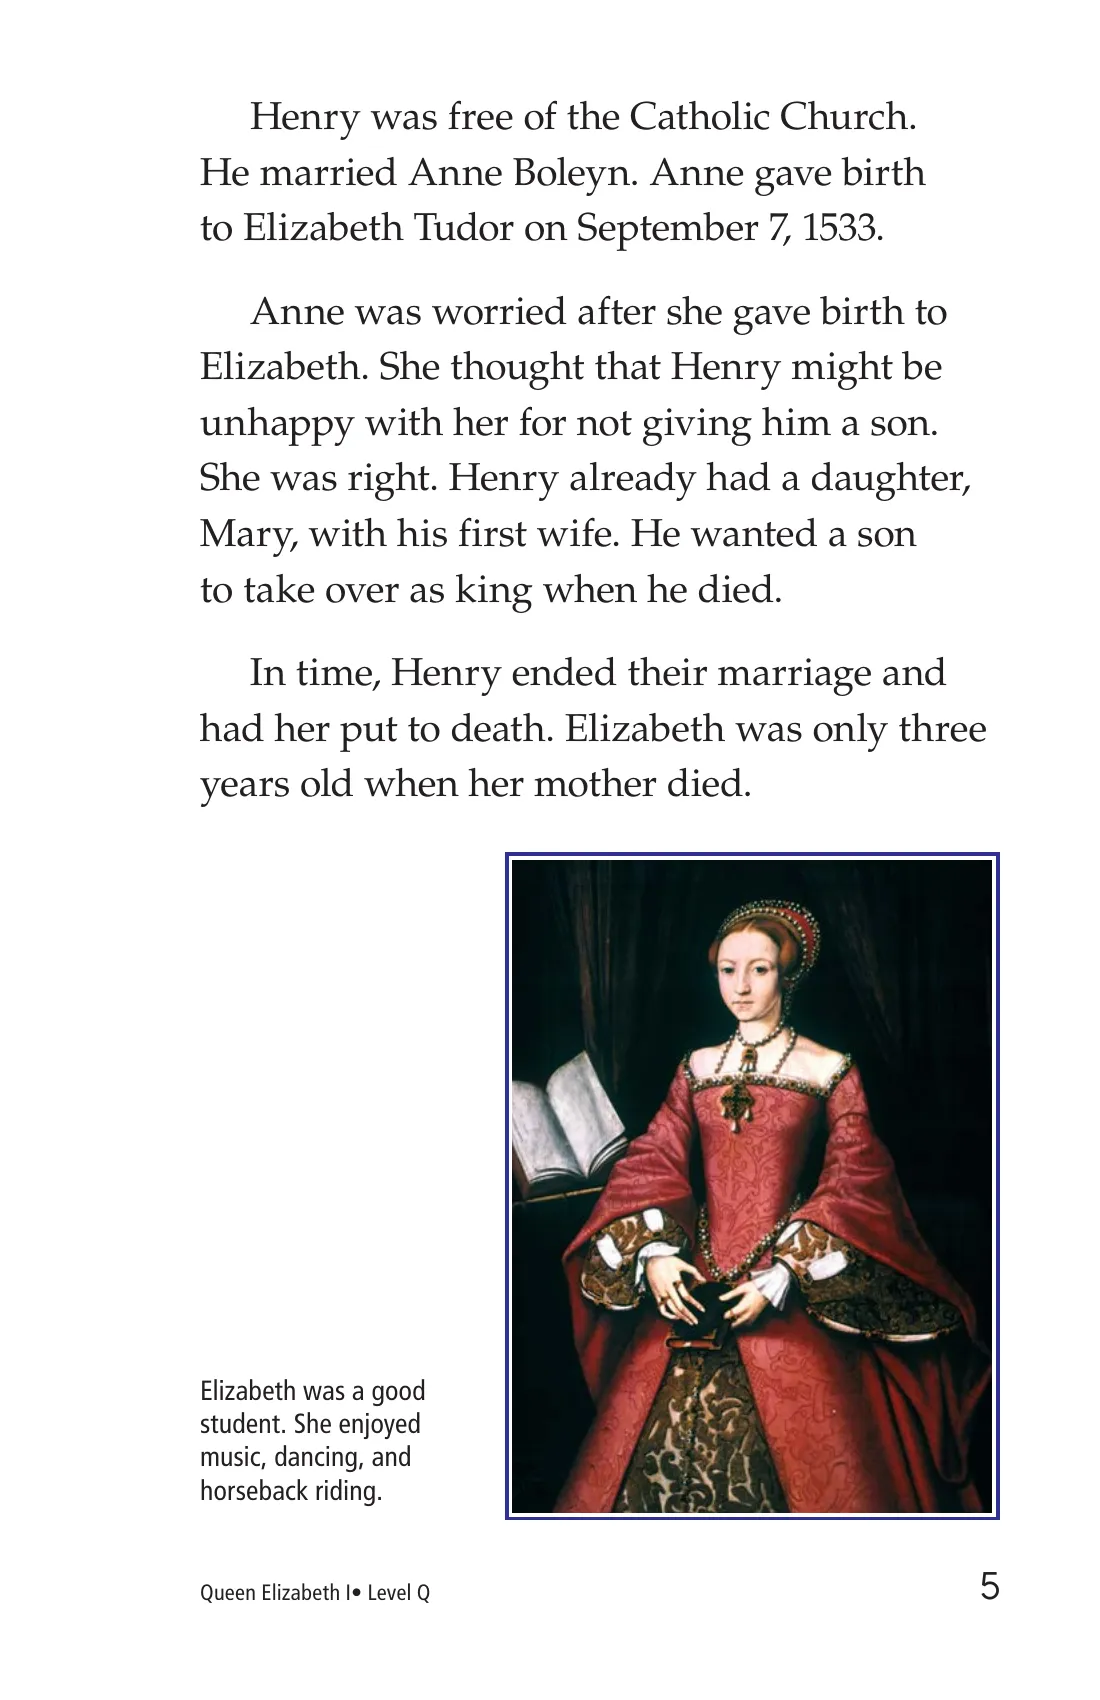 Henry was free of the Catholic Church.
He married Anne Boleyn. Anne gave birth
to Elizabeth Tudor on September 7, 1533.
Anne was worried after she gave birth to
Elizabeth. She thought that Henry might be
unhappy with her for not giving him a son.
She was right. Henry already had a daughter,
Mary, with his first wife. He wanted a son
to take over as king when he died.
In time, Henry ended their marriage and
had her put to death. Elizabeth was only three
years old when her mother died.
Elizabeth was a good
student. She enjoyed
music, dancing, and
horseback riding.
Queen Elizabeth I• Level Q
5